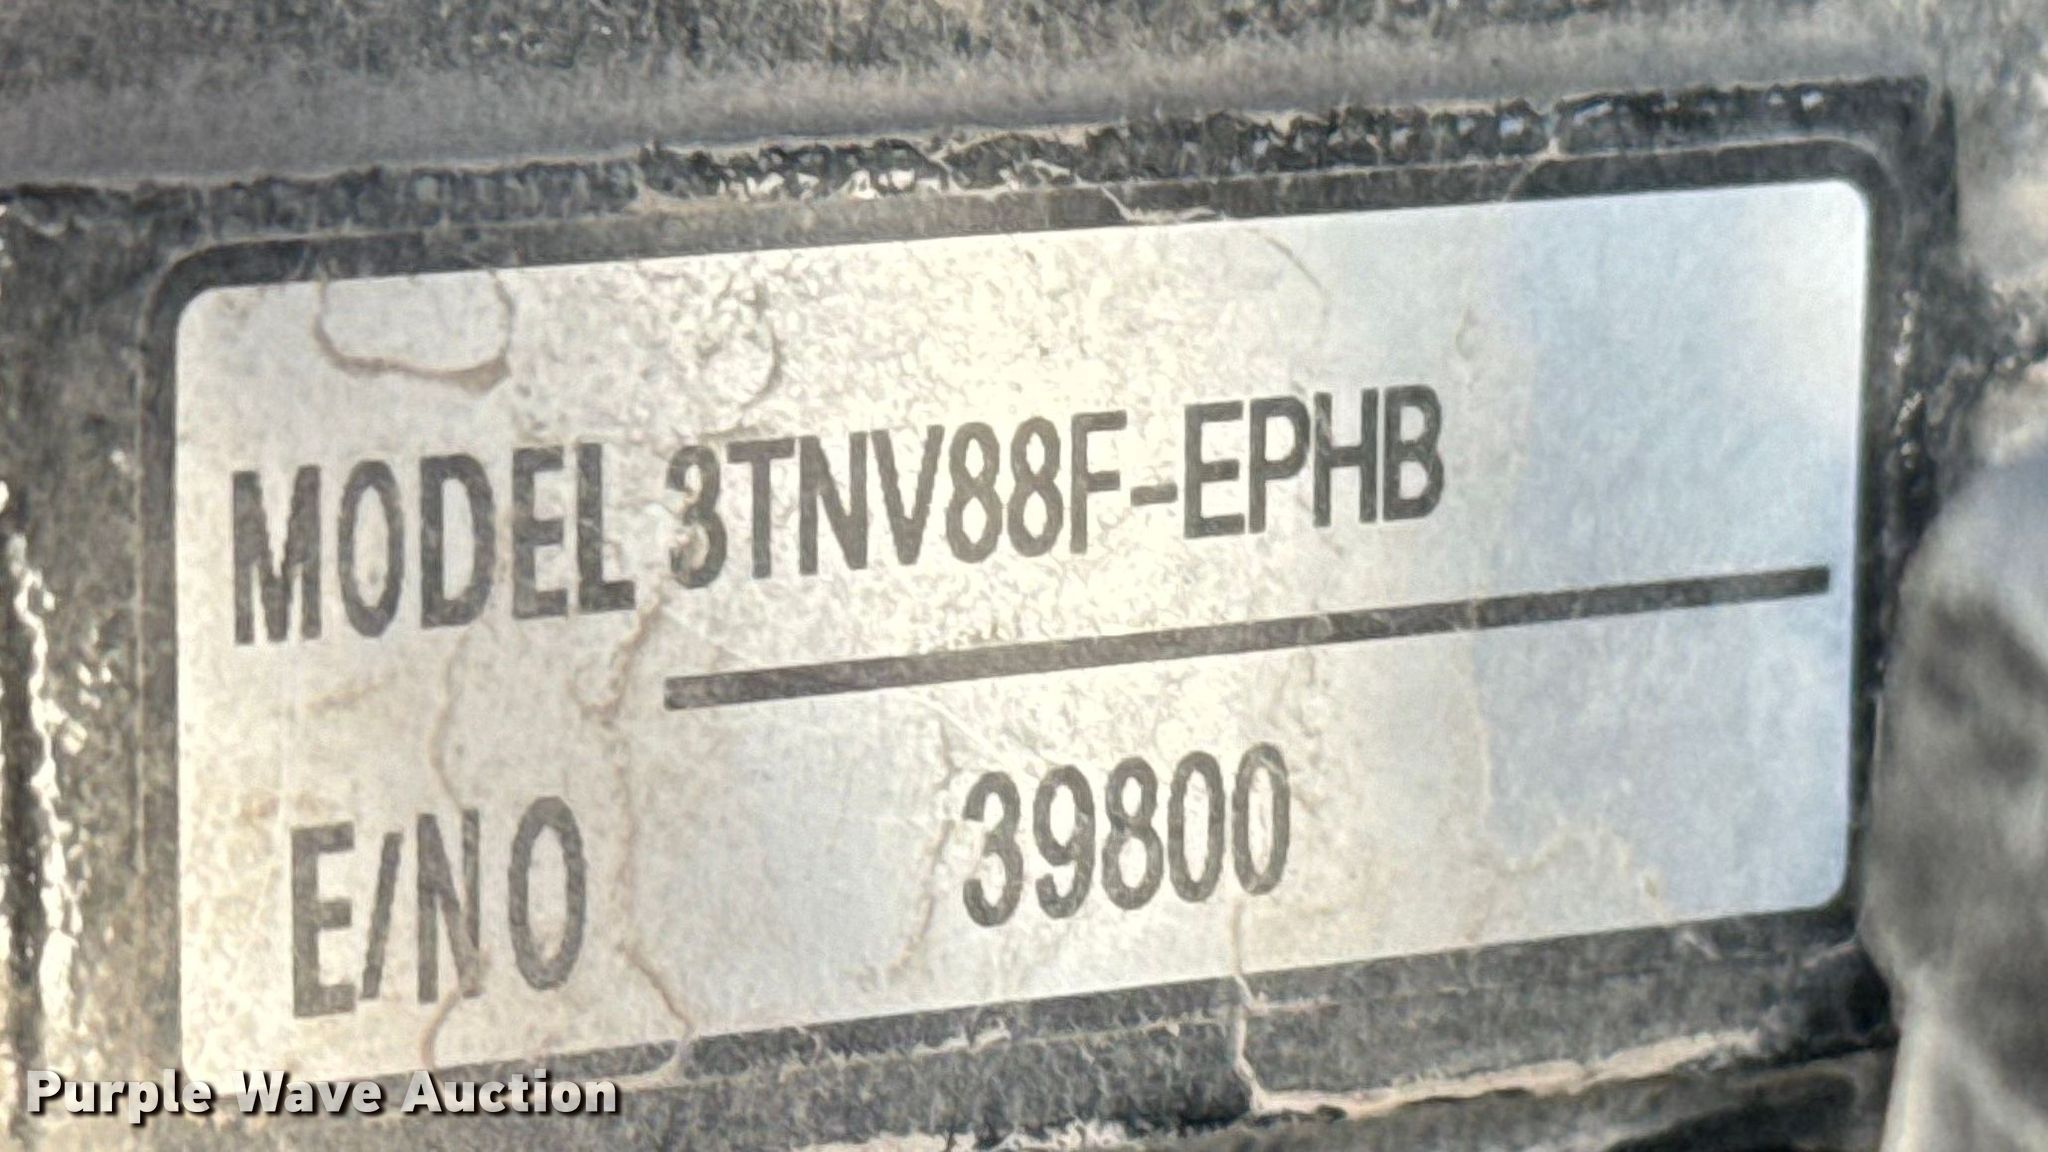 MODEL 3TNV88F-EPHB
E/NO 39800
Purple Wave Auction